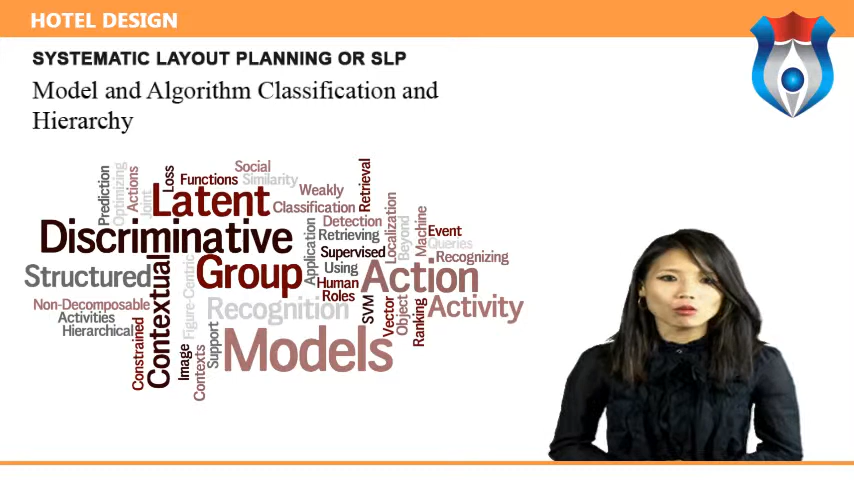 HOTEL DESIGN
SYSTEMATIC LAYOUT PLANNING OR SLP
Model and Algorithm Classification and
Hierarchy
Prediction
Optimizing
Actions
Joint
Loss
Functions
Social
Similarity
Latent
Weakly
Retrieval
Classification
Discriminative
Application
Detection
Retrieving
Localization
Beyond
Machine
Event
Queries
Recognizing
Structured
Contextual
Figure-Centric
Group
Supervised
Using
Human
Roles
Action
Non-Decomposable
Activities
Hierarchical
Constrained
Recognition
SVM
Vector
Object
Ranking
Activity
Image
Contexts
Support
Models